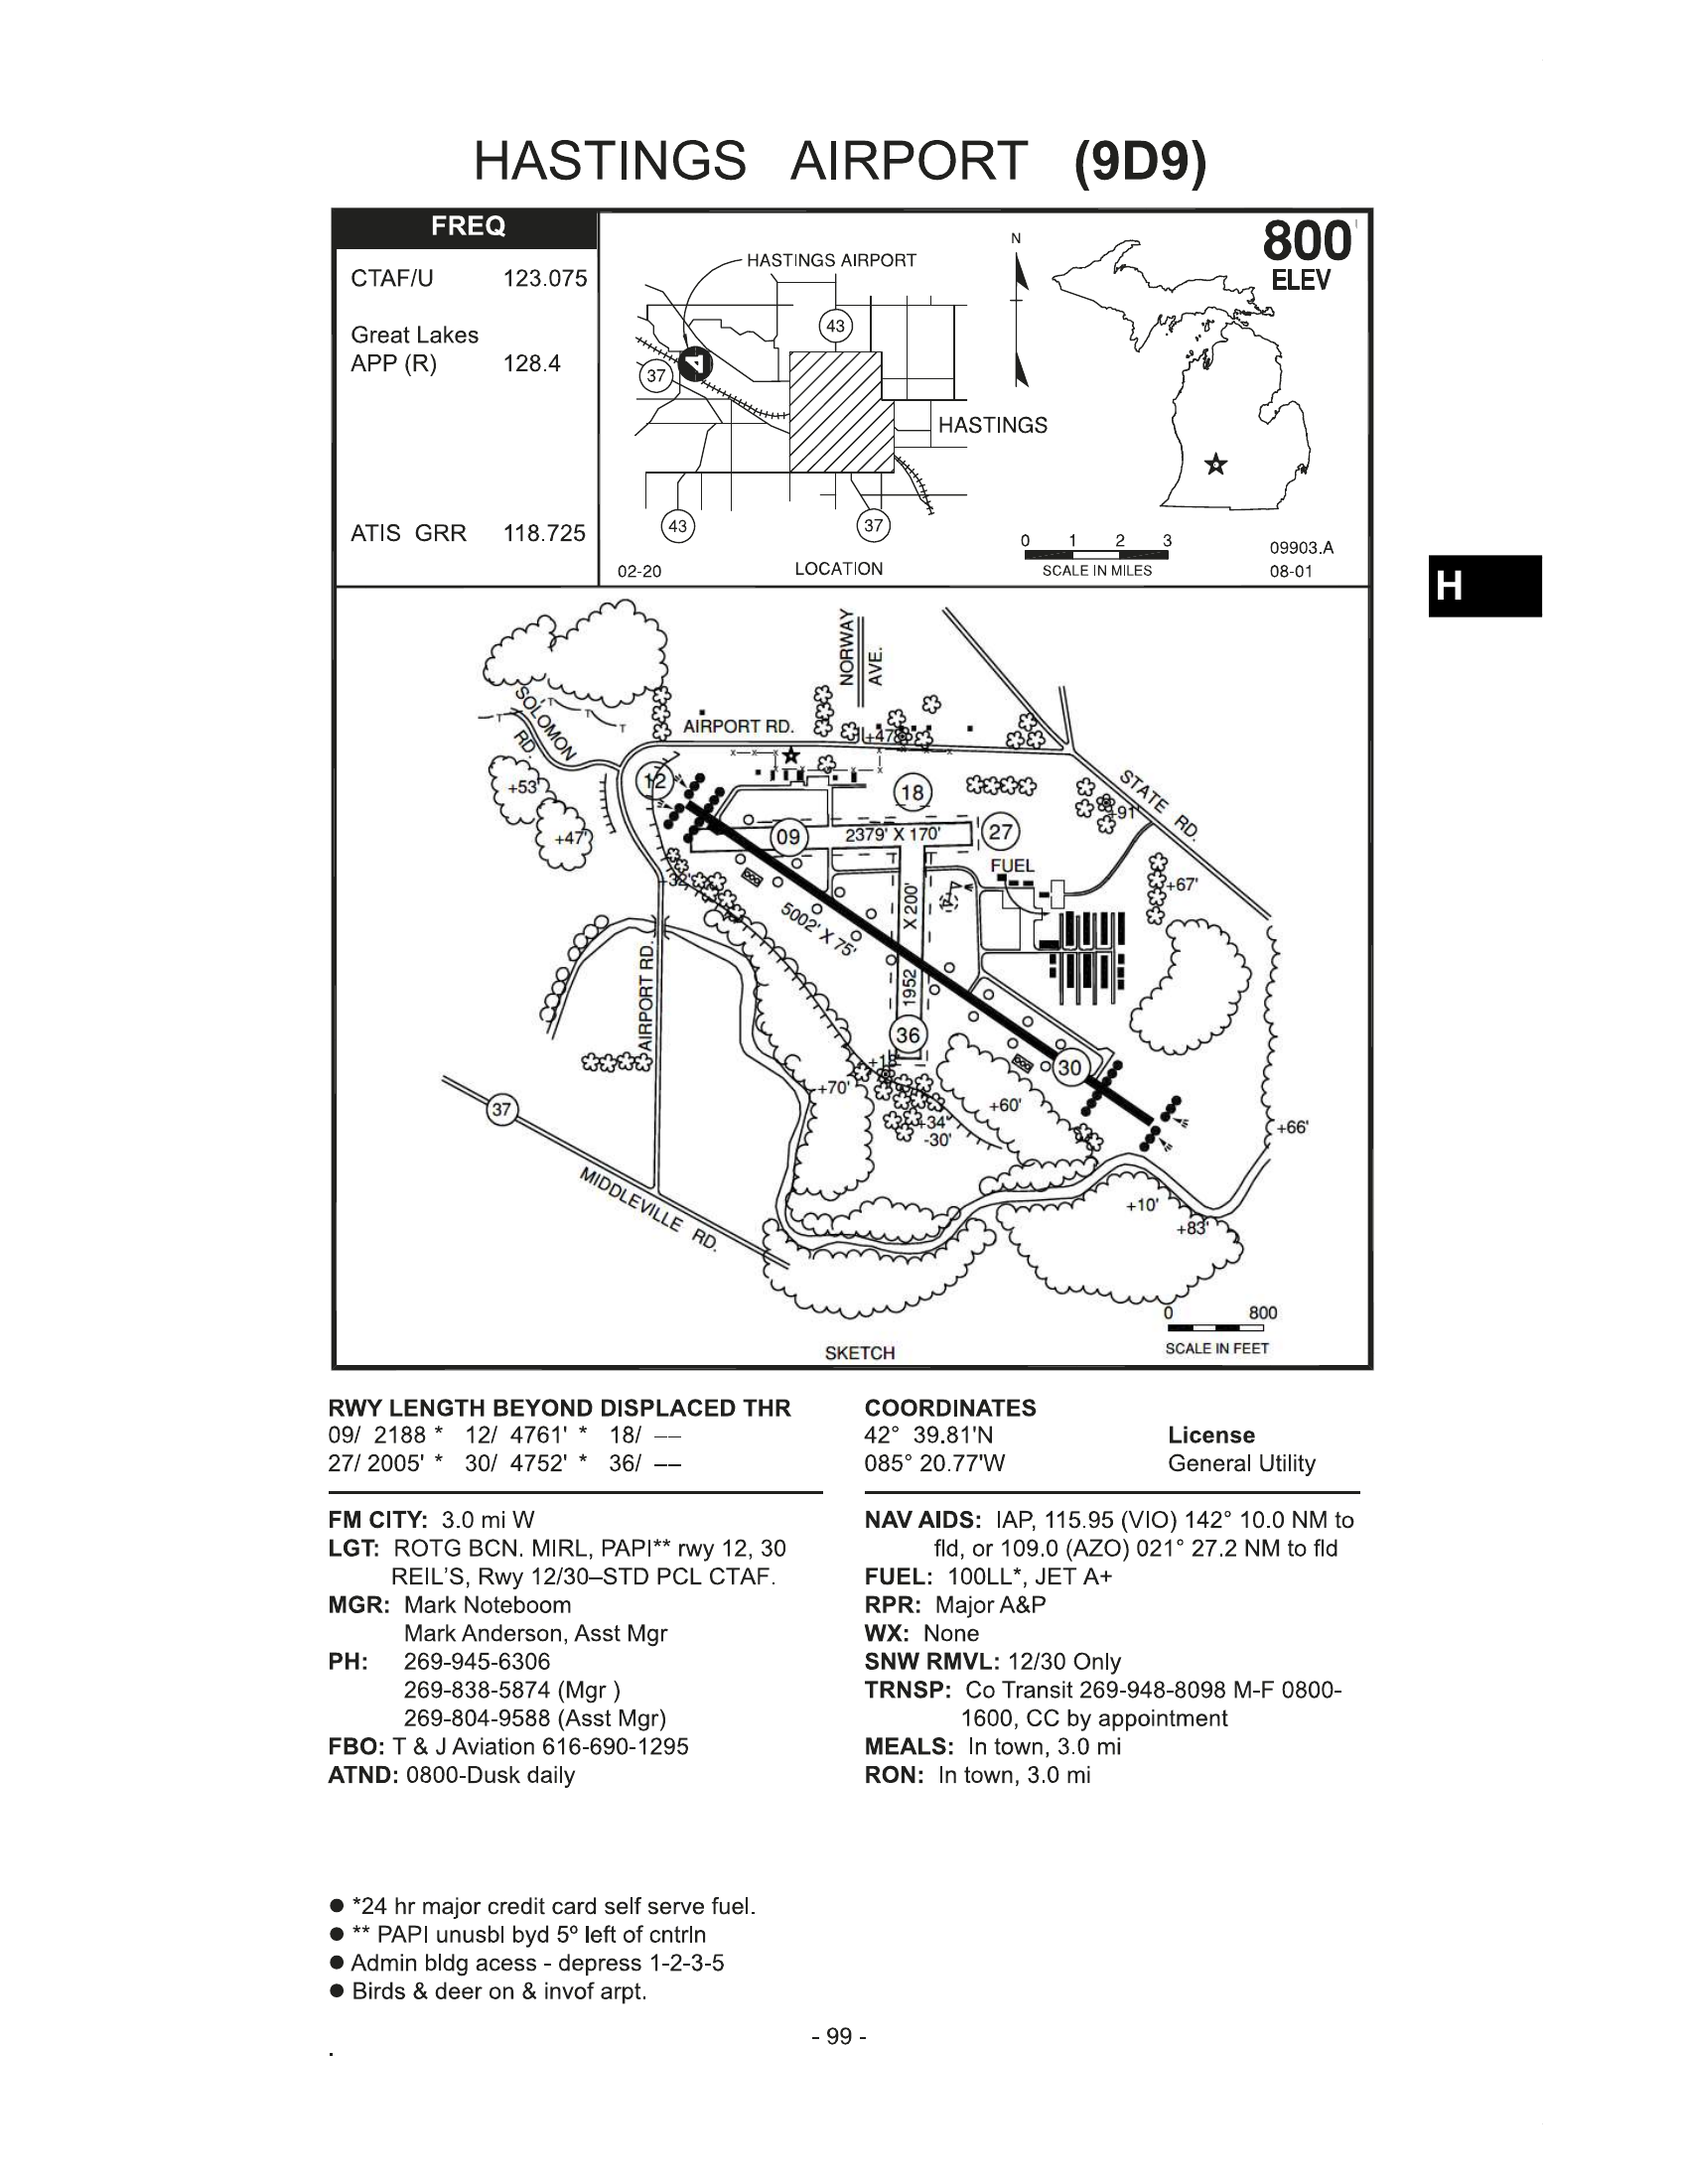 HASTINGS AIRPORT (9D9)
FREQ
CTAF/U 123.075
Great Lakes
APP (R) 128.4
ATIS GRR 118.725
HASTINGS AIRPORT
43
37
HASTINGS
43
37
02-20
LOCATION
N
800
ELEV
0 1 2 3
SCALE IN MILES
09903.A
08-01
H
NORWAY
AVE.
SOLOMON
RD.
T T T T
AIRPORT RD.
+47'
12
+53'
+47'
18
STATE RD.
+91'
09
2379' X 170'
27
FUEL
+67'
+32'
5002' X 75'
1952 X 200'
AIRPORT RD.
36
+18'
30
+70'
+60'
+34'
-30'
37
+66'
MIDDLEVILLE RD.
+10'
+83'
0 800
SCALE IN FEET
SKETCH
RWY LENGTH BEYOND DISPLACED THR
09/ 2188 * 12/ 4761' * 18/ ––
27/ 2005' * 30/ 4752' * 36/ ––
COORDINATES
42° 39.81'N
085° 20.77'W
License
General Utility
FM CITY: 3.0 mi W
LGT: ROTG BCN. MIRL, PAPI** rwy 12, 30
REIL'S, Rwy 12/30–STD PCL CTAF.
MGR: Mark Noteboom
Mark Anderson, Asst Mgr
PH: 269-945-6306
269-838-5874 (Mgr )
269-804-9588 (Asst Mgr)
FBO: T & J Aviation 616-690-1295
ATND: 0800-Dusk daily
NAV AIDS: IAP, 115.95 (VIO) 142° 10.0 NM to
fld, or 109.0 (AZO) 021° 27.2 NM to fld
FUEL: 100LL*, JET A+
RPR: Major A&P
WX: None
SNW RMVL: 12/30 Only
TRNSP: Co Transit 269-948-8098 M-F 0800-
1600, CC by appointment
MEALS: In town, 3.0 mi
RON: In town, 3.0 mi
● *24 hr major credit card self serve fuel.
● ** PAPI unusbl byd 5º left of cntrln
● Admin bldg acess - depress 1-2-3-5
● Birds & deer on & invof arpt.
- 99 -
.